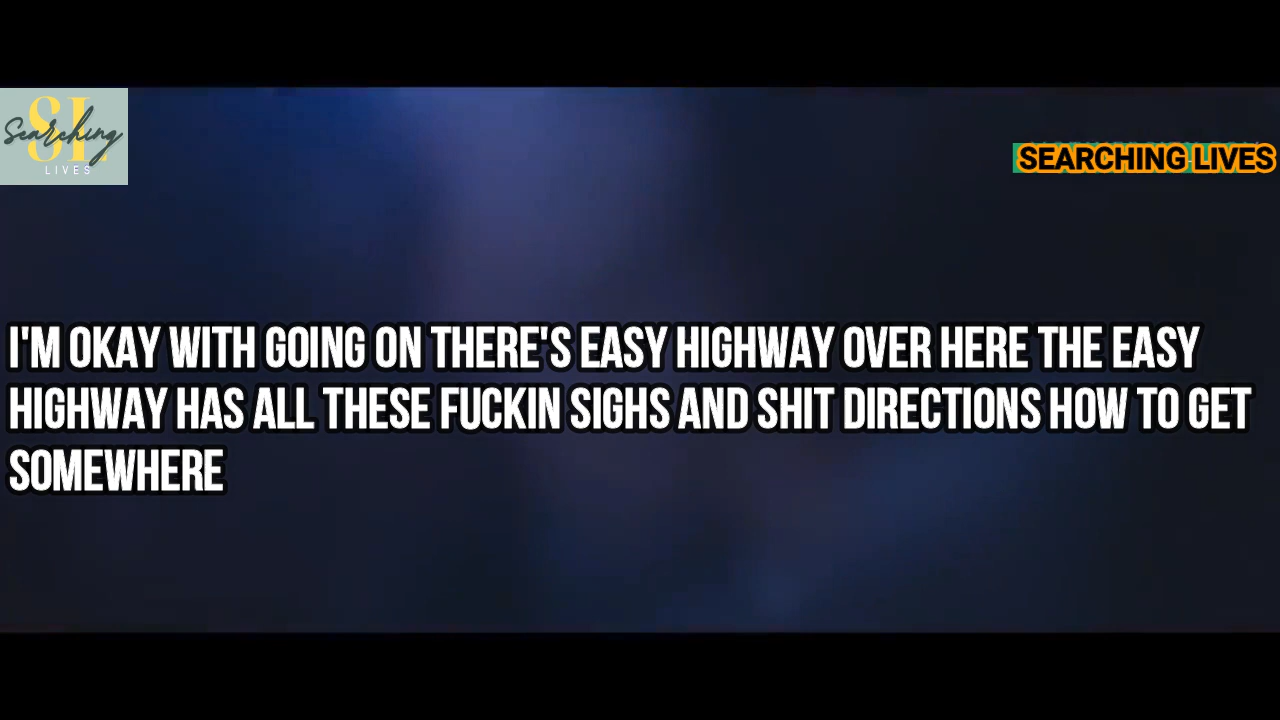 SL
Searching
LIVES
SEARCHING LIVES
I'M OKAY WITH GOING ON THERE'S EASY HIGHWAY OVER HERE THE EASY
HIGHWAY HAS ALL THESE FUCKIN SIGHS AND SHIT DIRECTIONS HOW TO GET
SOMEWHERE